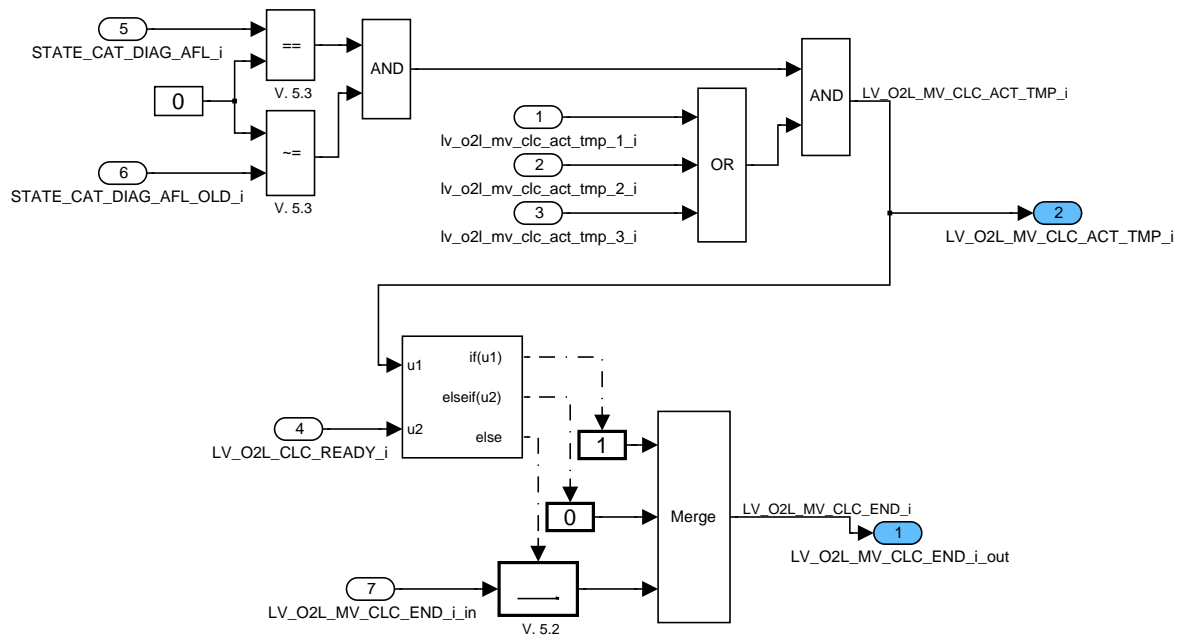 5
STATE_CAT_DIAG_AFL_i
==
V. 5.3
0
AND
~=
V. 5.3
6
STATE_CAT_DIAG_AFL_OLD_i
1
lv_o2l_mv_clc_act_tmp_1_i
2
lv_o2l_mv_clc_act_tmp_2_i
3
lv_o2l_mv_clc_act_tmp_3_i
OR
AND
LV_O2L_MV_CLC_ACT_TMP_i
2
LV_O2L_MV_CLC_ACT_TMP_i
u1
if(u1)
elseif(u2)
u2
else
4
LV_O2L_CLC_READY_i
1
0
Merge
LV_O2L_MV_CLC_END_i
1
LV_O2L_MV_CLC_END_i_out
7
LV_O2L_MV_CLC_END_i_in
V. 5.2